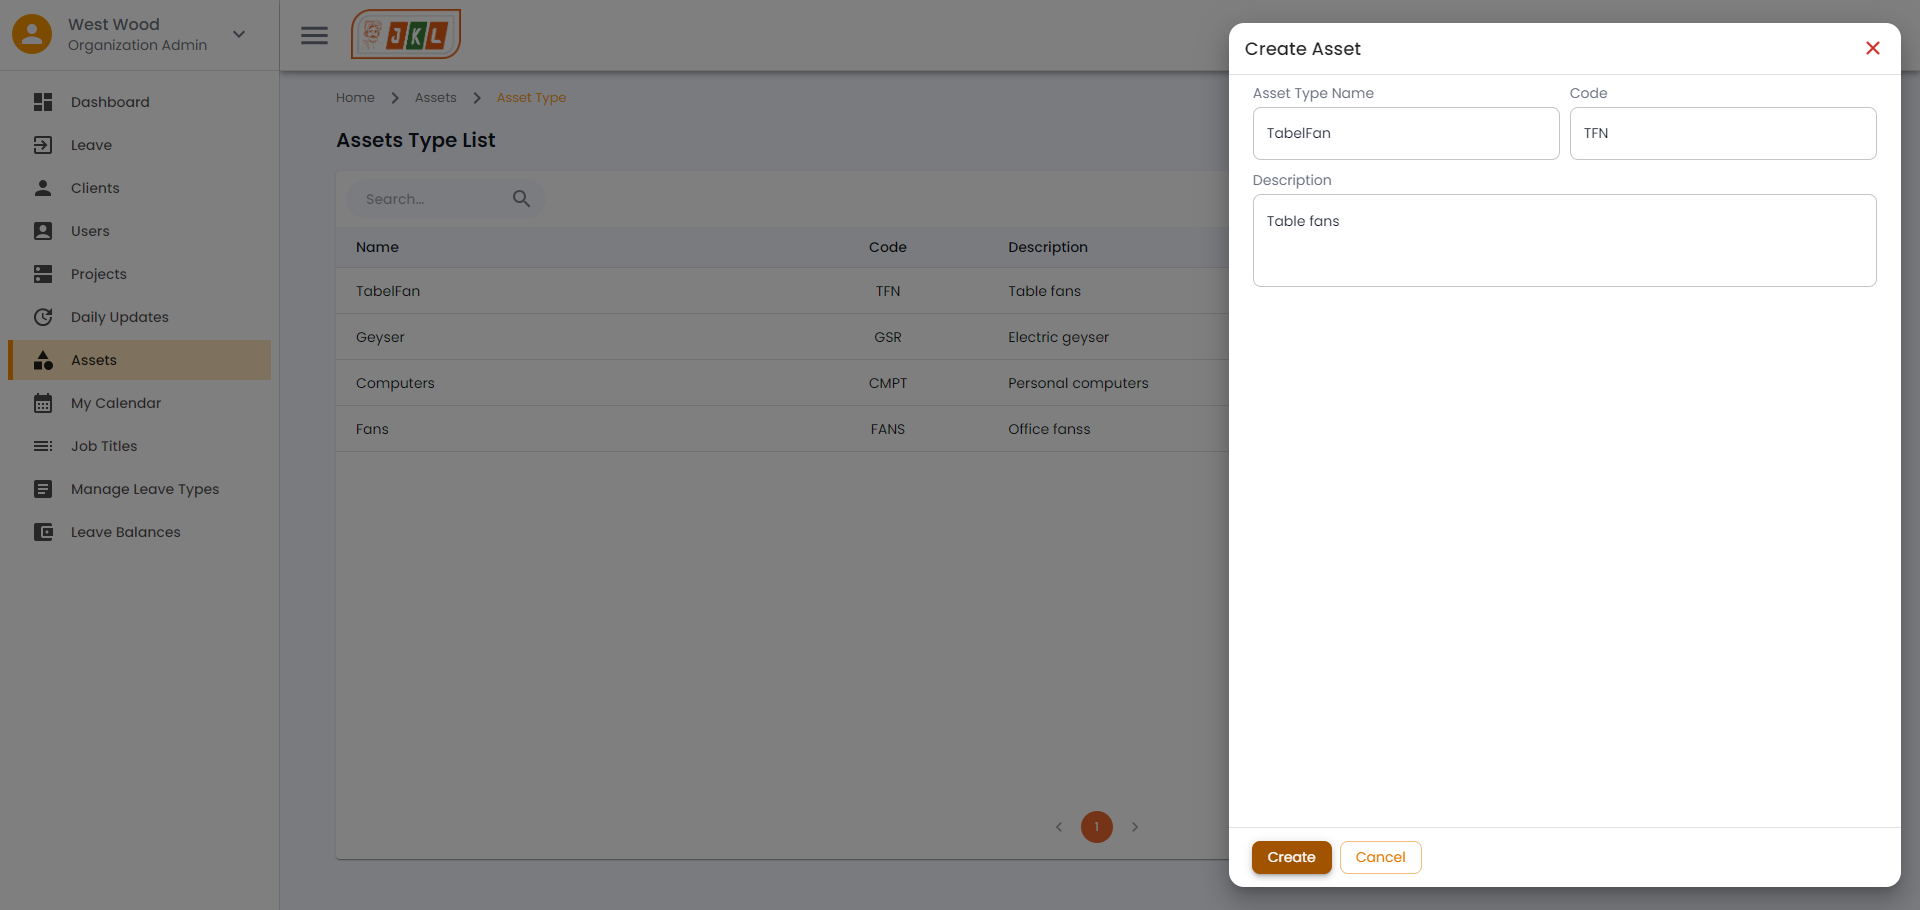 West Wood
Organization Admin
Dashboard
Leave
Clients
Users
Projects
Daily Updates
Assets
My Calendar
Job Titles
Manage Leave Types
Leave Balances
JKL
Home Assets Asset Type
Assets Type List
Search...
Name Code Description
TabelFan TFN Table fans
Geyser GSR Electric geyser
Computers CMPT Personal computers
Fans FANS Office fanss
1
Create Asset
Asset Type Name Code
TabelFan TFN
Description
Table fans
Create Cancel